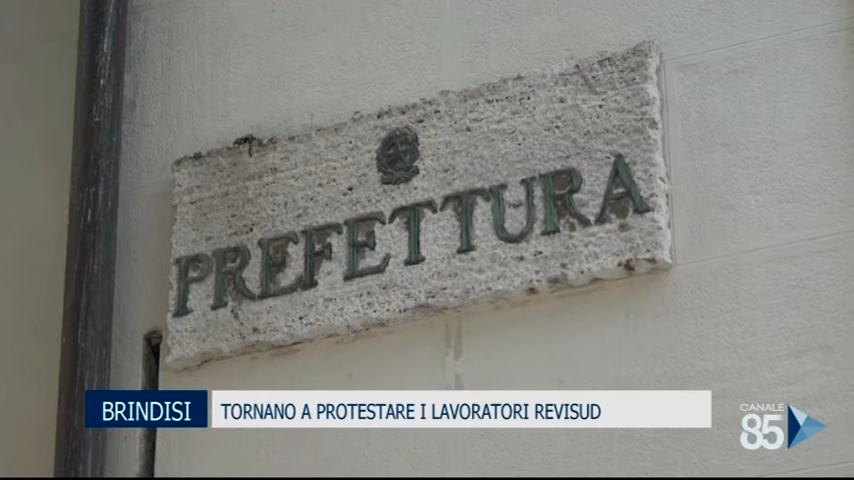 PREFETTURA
BRINDISI
TORNANO A PROTESTARE I LAVORATORI REVISUD
CANALE
85